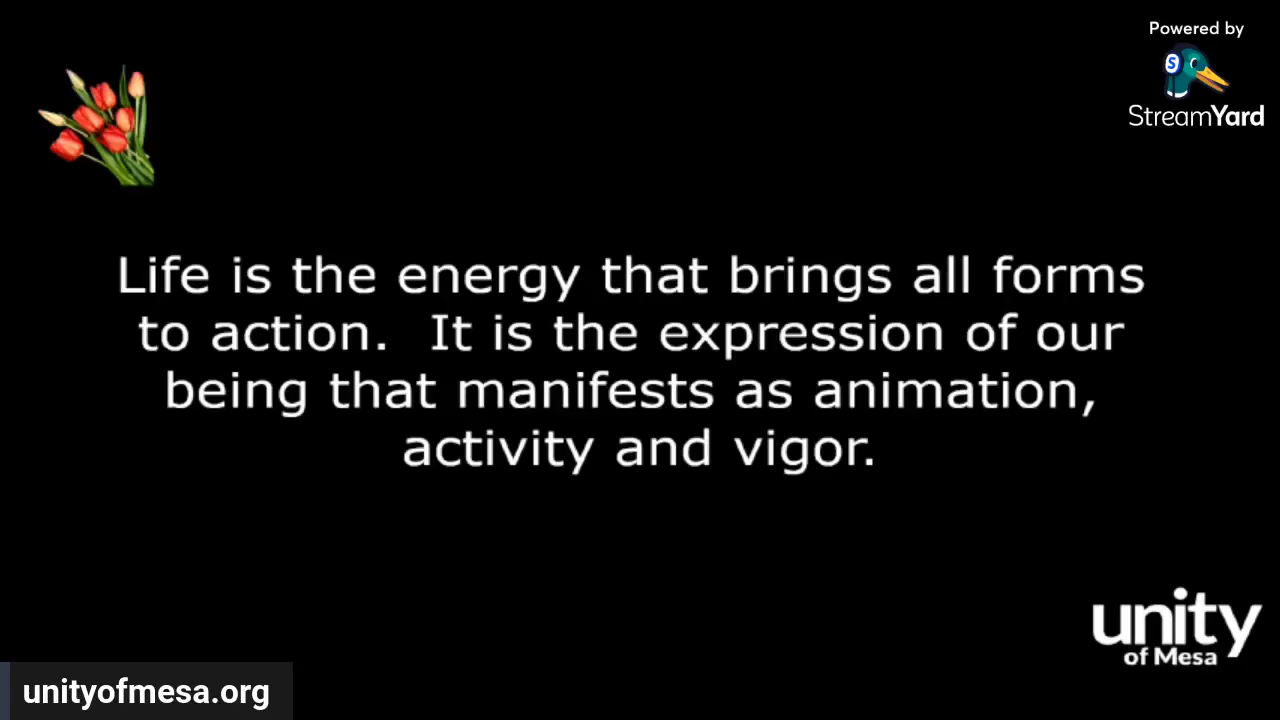 Powered by
S
StreamYard
Life is the energy that brings all forms
to action.  It is the expression of our
being that manifests as animation,
activity and vigor.
unity
of Mesa
unityofmesa.org